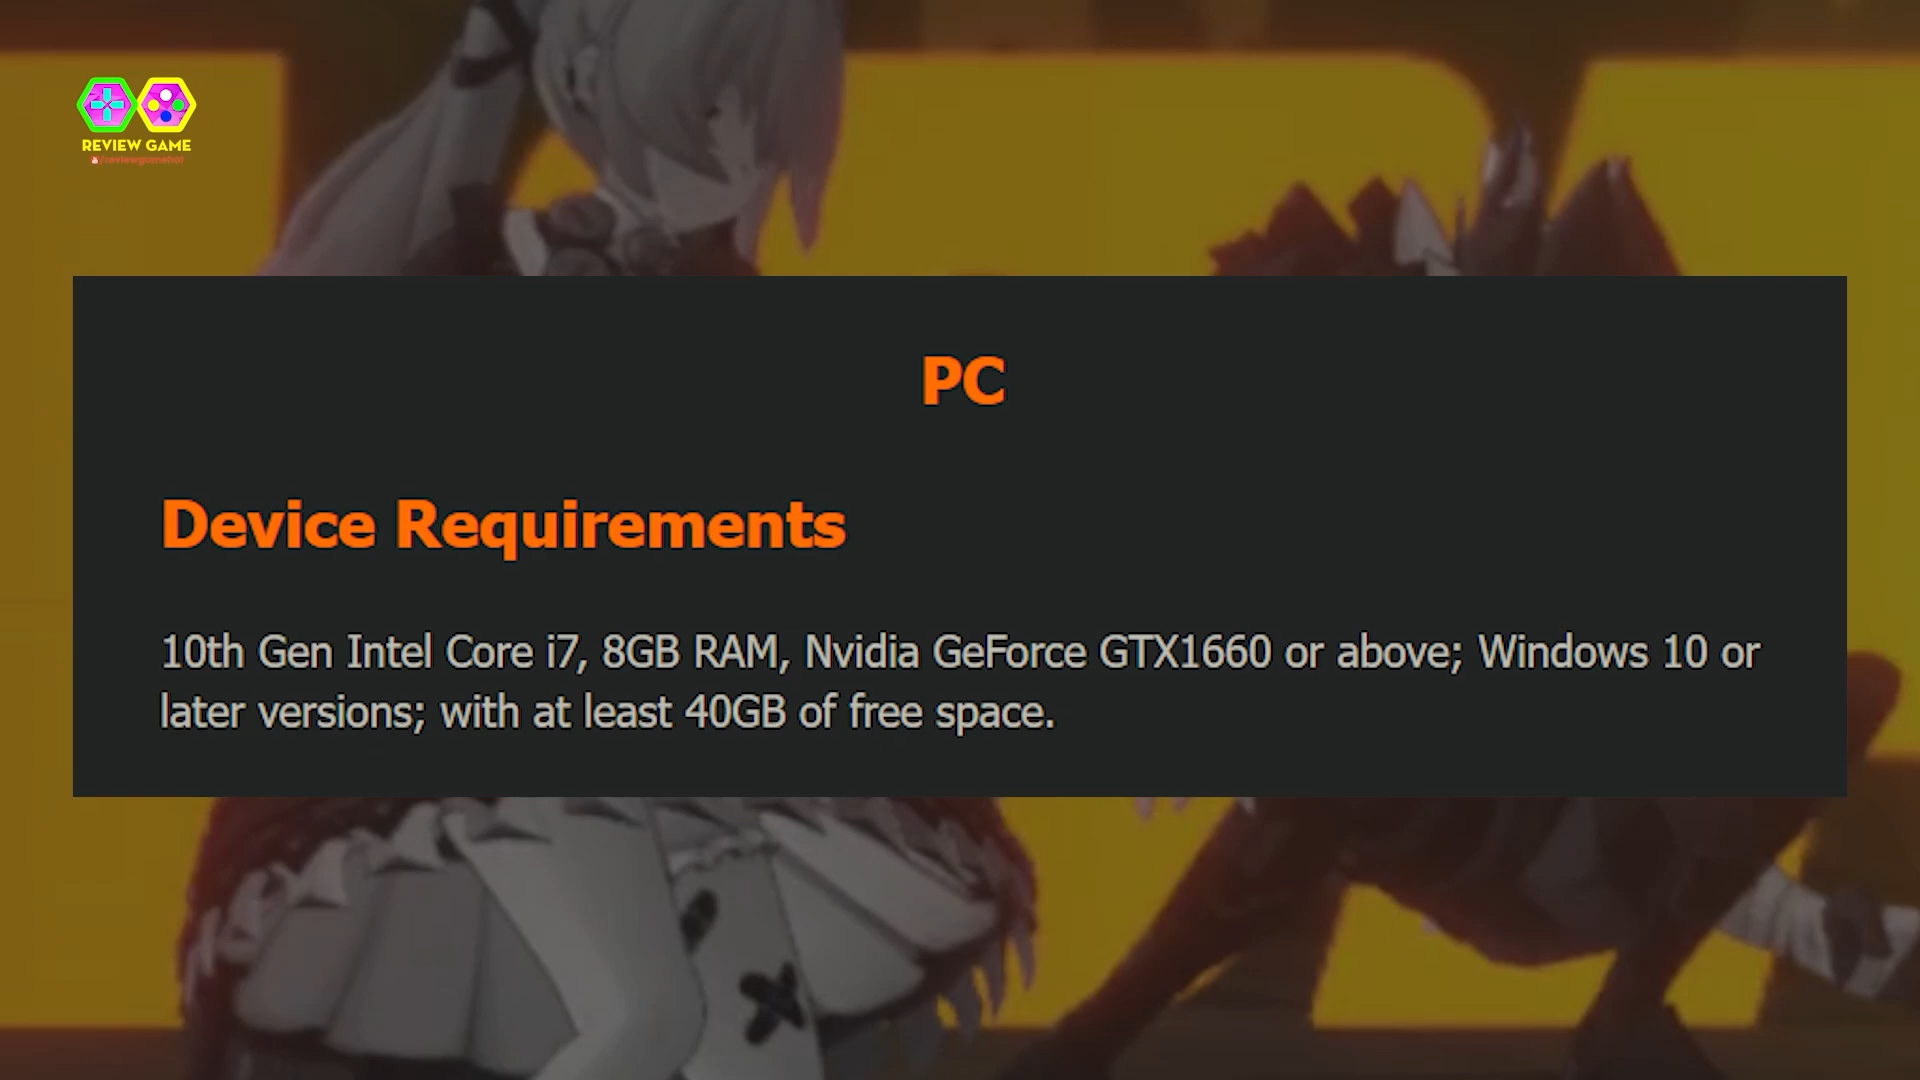 REVIEW GAME
/reviewgamehot
PC
Device Requirements
10th Gen Intel Core i7, 8GB RAM, Nvidia GeForce GTX1660 or above; Windows 10 or
later versions; with at least 40GB of free space.